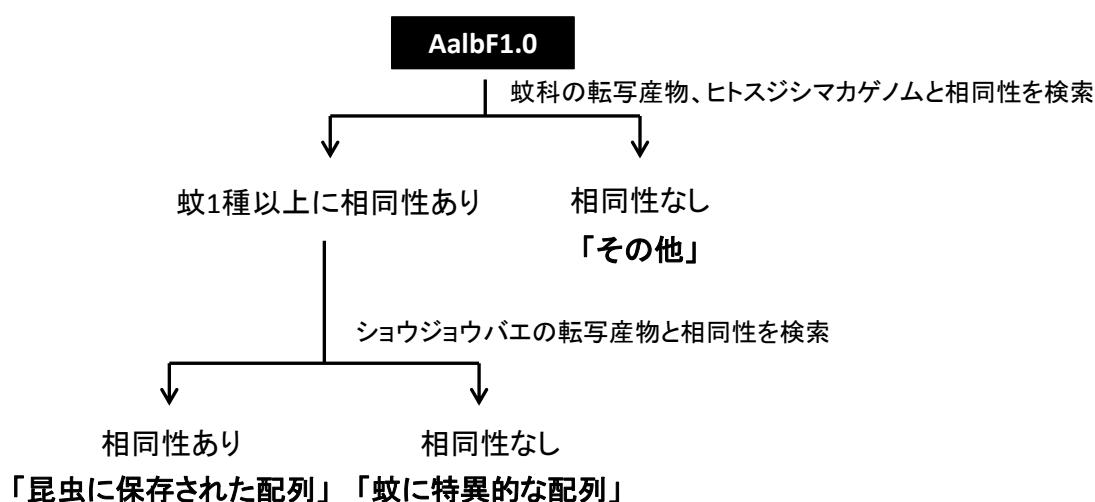 AalbF1.0
蚊科の転写産物、ヒトスジシマカゲノムと相同性を検索
蚊1種以上に相同性あり
相同性なし
「その他」
ショウジョウバエの転写産物と相同性を検索
相同性あり
相同性なし
「昆虫に保存された配列」
「蚊に特異的な配列」